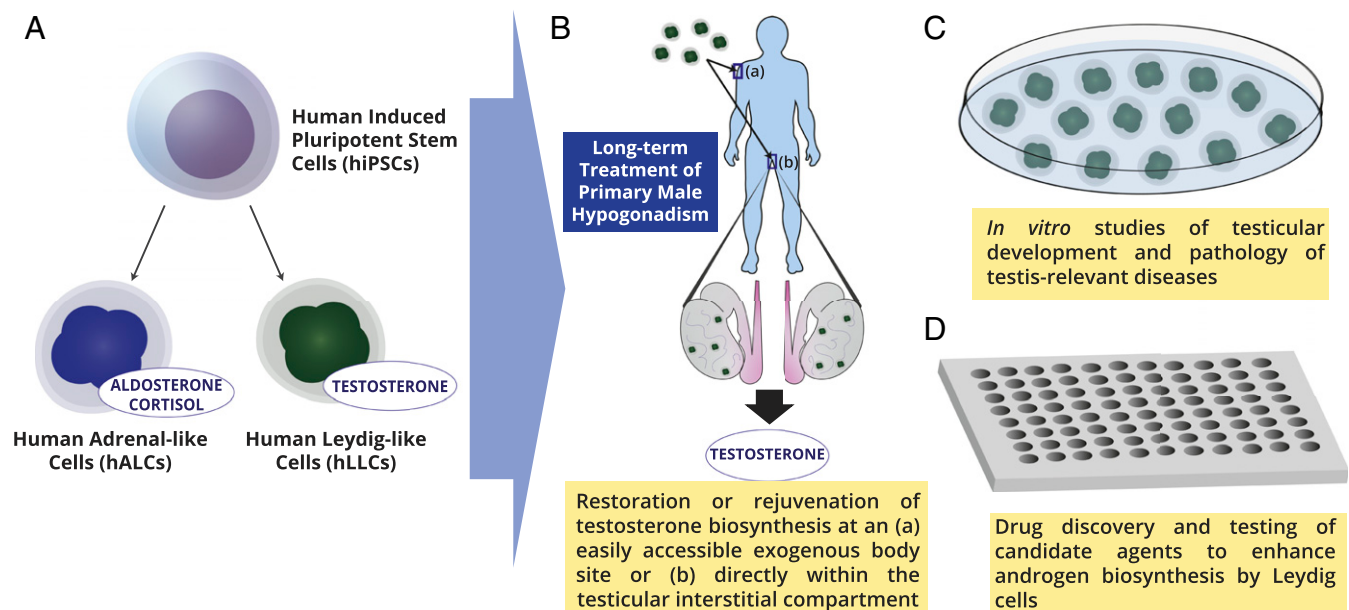 A
Human Induced
Pluripotent Stem
Cells (hiPSCs)
ALDOSTERONE
CORTISOL
TESTOSTERONE
Human Adrenal-like
Cells (hALCs)
Human Leydig-like
Cells (hLLCs)
B
(a)
Long-term
Treatment of
Primary Male
Hypogonadism
(b)
TESTOSTERONE
Restoration or rejuvenation of
testosterone biosynthesis at an (a)
easily accessible exogenous body
site or (b) directly within the
testicular interstitial compartment
C
In vitro studies of testicular
development and pathology of
testis-relevant diseases
D
Drug discovery and testing of
candidate agents to enhance
androgen biosynthesis by Leydig
cells